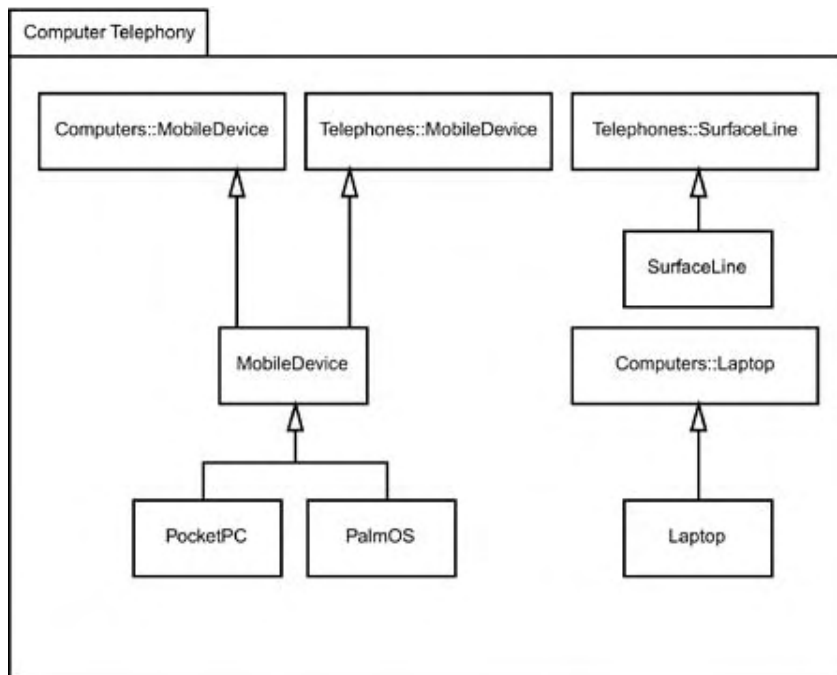 Computer Telephony
Computers::MobileDevice
Telephones::MobileDevice
Telephones::SurfaceLine
SurfaceLine
MobileDevice
Computers::Laptop
PocketPC
PalmOS
Laptop